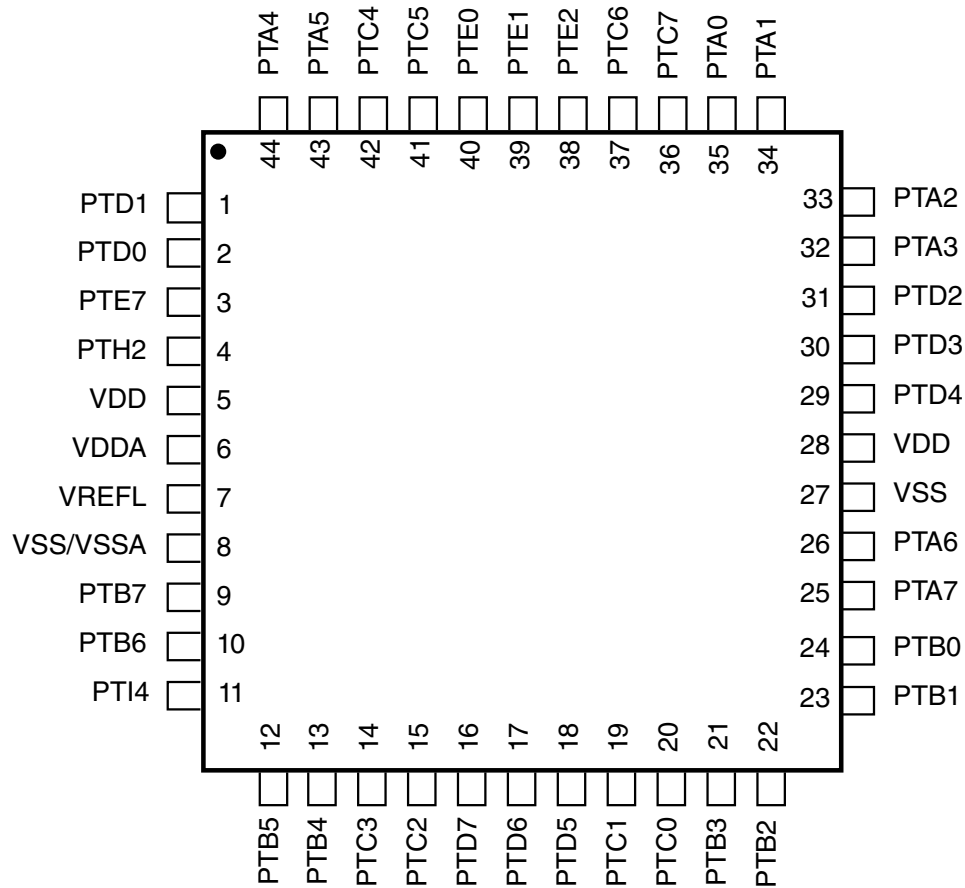 PTA4 PTA5 PTC4 PTC5 PTE0 PTE1 PTE2 PTC6 PTC7 PTA0 PTA1
44 43 42 41 40 39 38 37 36 35 34
PTD1 1 33 PTA2
PTD0 2 32 PTA3
PTE7 3 31 PTD2
PTH2 4 30 PTD3
VDD 5 29 PTD4
VDDA 6 28 VDD
VREFL 7 27 VSS
VSS/VSSA 8 26 PTA6
PTB7 9 25 PTA7
PTB6 10 24 PTB0
PTI4 11 23 PTB1
12 13 14 15 16 17 18 19 20 21 22
PTB5 PTB4 PTC3 PTC2 PTD7 PTD6 PTD5 PTC1 PTC0 PTB3 PTB2